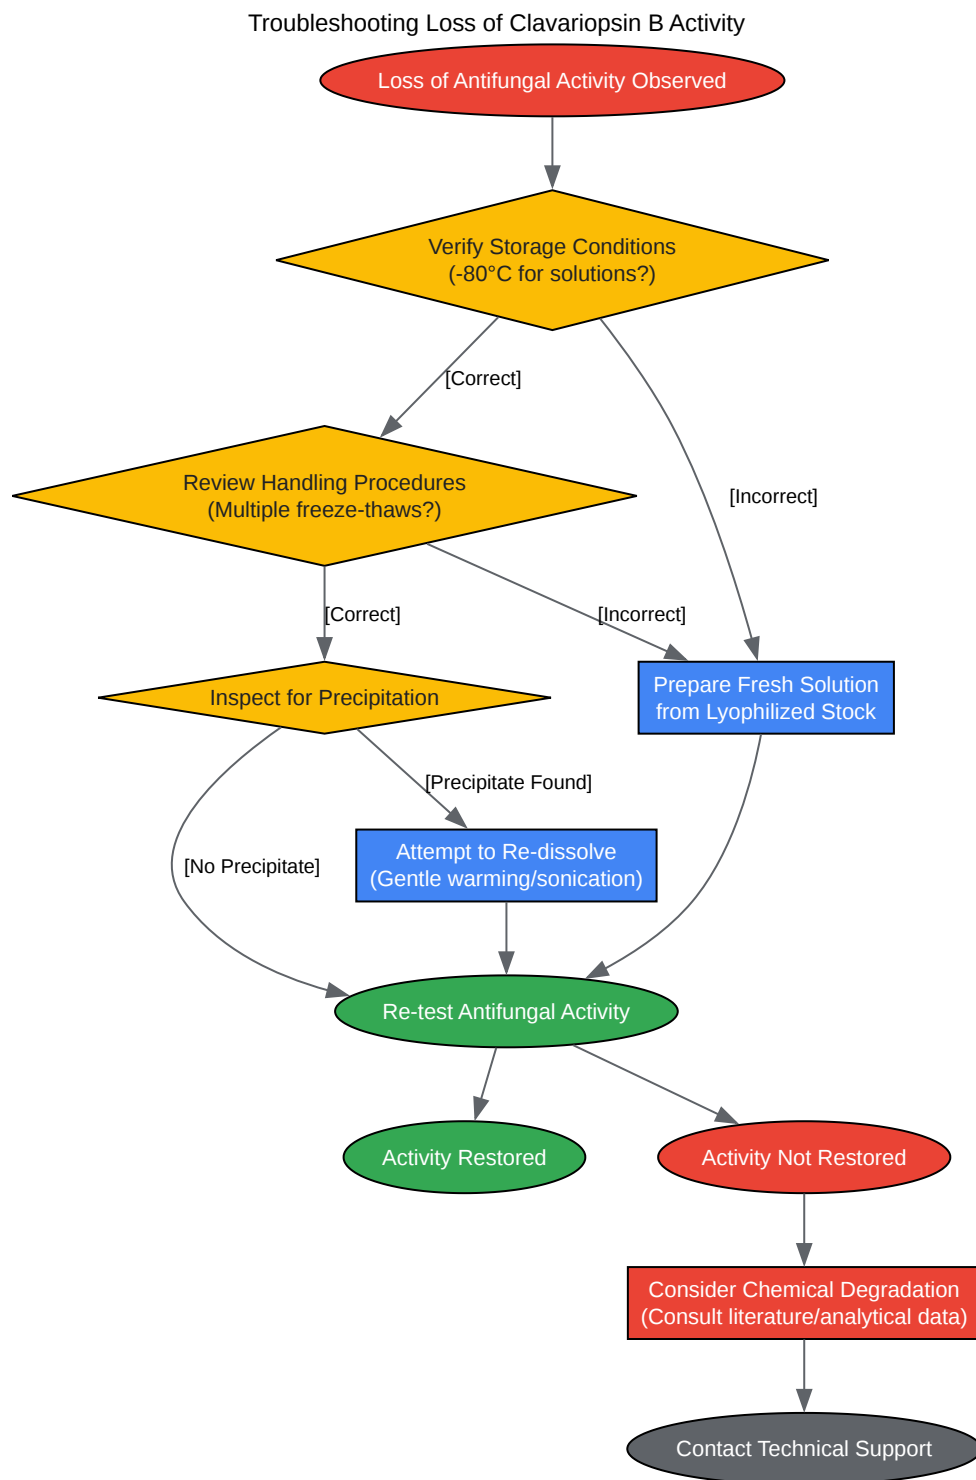 Troubleshooting Loss of Clavariopsin B Activity
Loss of Antifungal Activity Observed
Verify Storage Conditions
(-80°C for solutions?)
[Correct]
Review Handling Procedures
(Multiple freeze-thaws?)
[Incorrect]
[Correct]
[Incorrect]
Inspect for Precipitation
Prepare Fresh Solution
from Lyophilized Stock
[Precipitate Found]
[No Precipitate]
Attempt to Re-dissolve
(Gentle warming/sonication)
Re-test Antifungal Activity
Activity Restored
Activity Not Restored
Consider Chemical Degradation
(Consult literature/analytical data)
Contact Technical Support